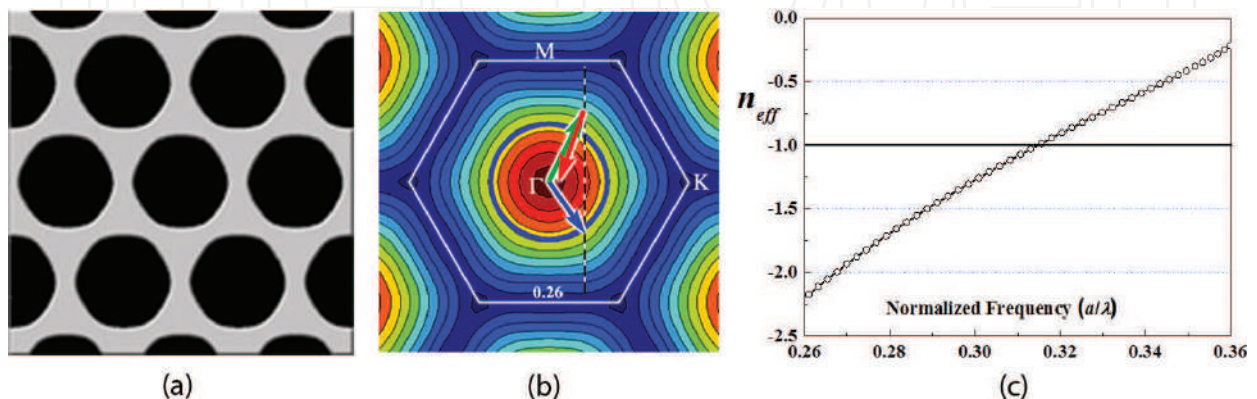 M
Γ
K
0.26
0.0
-0.5
-1.0
-1.5
-2.0
-2.5
n_eff
Normalized Frequency (a/λ)
0.26 0.28 0.30 0.32 0.34 0.36
(a) (b) (c)